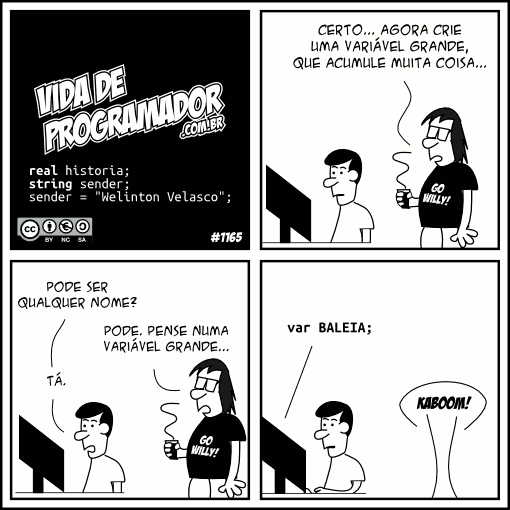 VIDA DE
PROGRAMADOR
.COM.BR
real historia;
string sender;
sender = "Welinton Velasco";
cc
BY NC SA
#1165
CERTO... AGORA CRIE
UMA VARIÁVEL GRANDE,
QUE ACUMULE MUITA COISA...
GO
WILLY!
PODE SER
QUALQUER NOME?
PODE. PENSE NUMA
VARIÁVEL GRANDE...
TÁ.
GO
WILLY!
var BALEIA;
KABOOM!